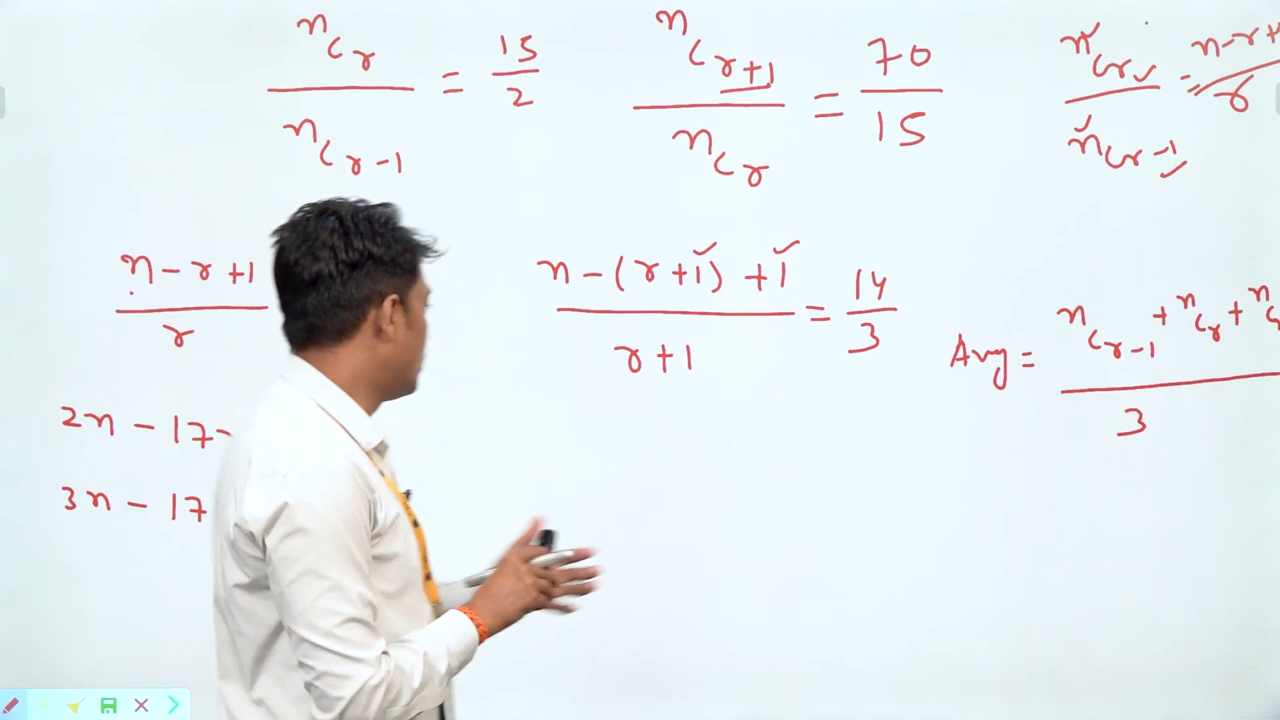 nCr / nCr-1 = 15/2
nCr+1 / nCr = 70/15
nCr / nCr-1 = n-r+1 / r
n-r+1 / r
n-(r+1)+1 / r+1 = 14/3
Avg = nCr-1 + nCr + nC / 3
2n - 17
3n - 17